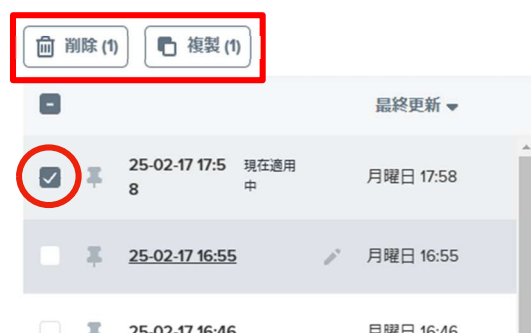 削除 (1) 複製 (1)
最終更新
25-02-17 17:5 現在適用 月曜日 17:58
8 中
25-02-17 16:55 月曜日 16:55
25-02-17 16:46 月曜日 16:46